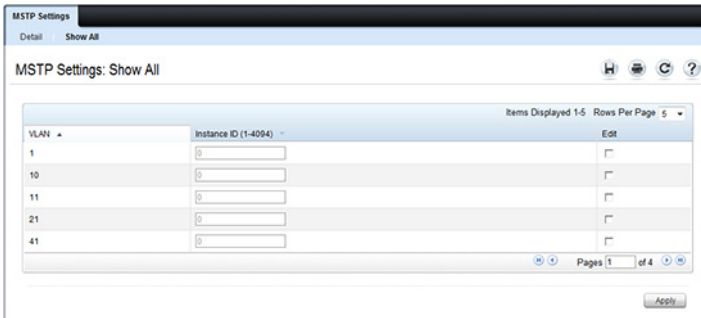 MSTP Settings
Detail Show All
MSTP Settings: Show All
Items Displayed 1-5 Rows Per Page 5
VLAN Instance ID (1-4094) Edit
1 0
10 0
11 0
21 0
41 0
Pages 1 of 4
Apply